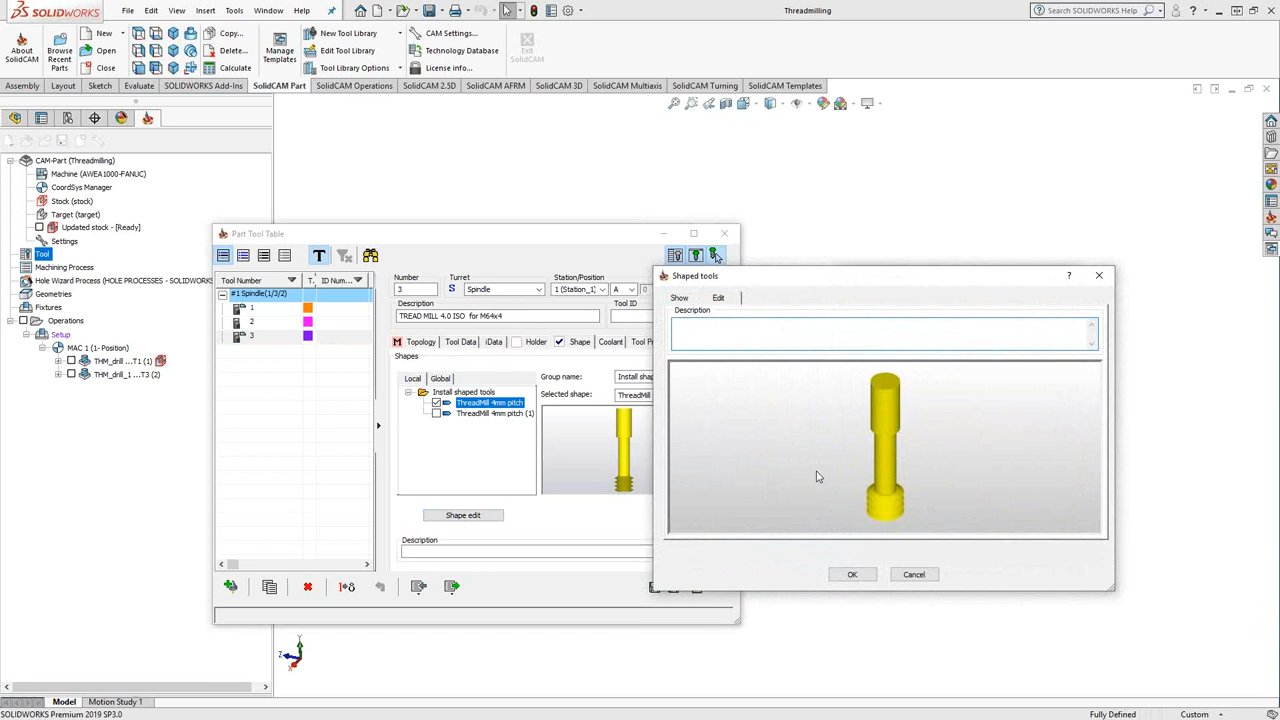 SOLIDWORKS File Edit View Insert Tools Window Help Threadmilling SOLIDWORKS Help
About SolidCAM
Browse Recent Parts
New
Open
Close
Copy...
Delete...
Calculate
Manage Templates
New Tool Library
Edit Tool Library
Tool Library Options
CAM Settings...
Technology Database
License info...
Exit SolidCAM
Assembly Layout Sketch Evaluate SOLIDWORKS Add-Ins SolidCAM Part SolidCAM Operations SolidCAM 2.5D SolidCAM AFRM SolidCAM 3D SolidCAM Multiaxis SolidCAM Turning SolidCAM Templates
CAM-Part (Threadmilling)
Machine (AWEA1000-FANUC)
CoordSys Manager
Stock (stock)
Target (target)
Updated stock - [Ready]
Settings
Tool
Machining Process
Hole Wizard Process (HOLE PROCESSES - SOLIDWORKS
Geometries
Fixtures
Operations
Setup
MAC 1 (1- Position)
THM_drill ...T1 (1)
THM_drill_1 ...T3 (2)
Part Tool Table
T
Tool Number T. ID Num...
#1 Spindle(1/3/2)
1
2
3
Number Turret Station/Position
3 S Spindle 1 (Station_1) A 0
Description Tool ID
TREAD MILL 4.0 ISO for M64x4
M Topology Tool Data iData Holder Shape Coolant Tool Pr
Shapes
Local Global
Install shaped tools
ThreadMill 4mm pitch
ThreadMill 4mm pitch (1)
Group name: Install shap
Selected shape: ThreadMill
Shape edit
Description
Shaped tools ?
Show Edit
Description
OK Cancel
Z Y X
Model Motion Study 1
SOLIDWORKS Premium 2019 SP3.0 Fully Defined Custom